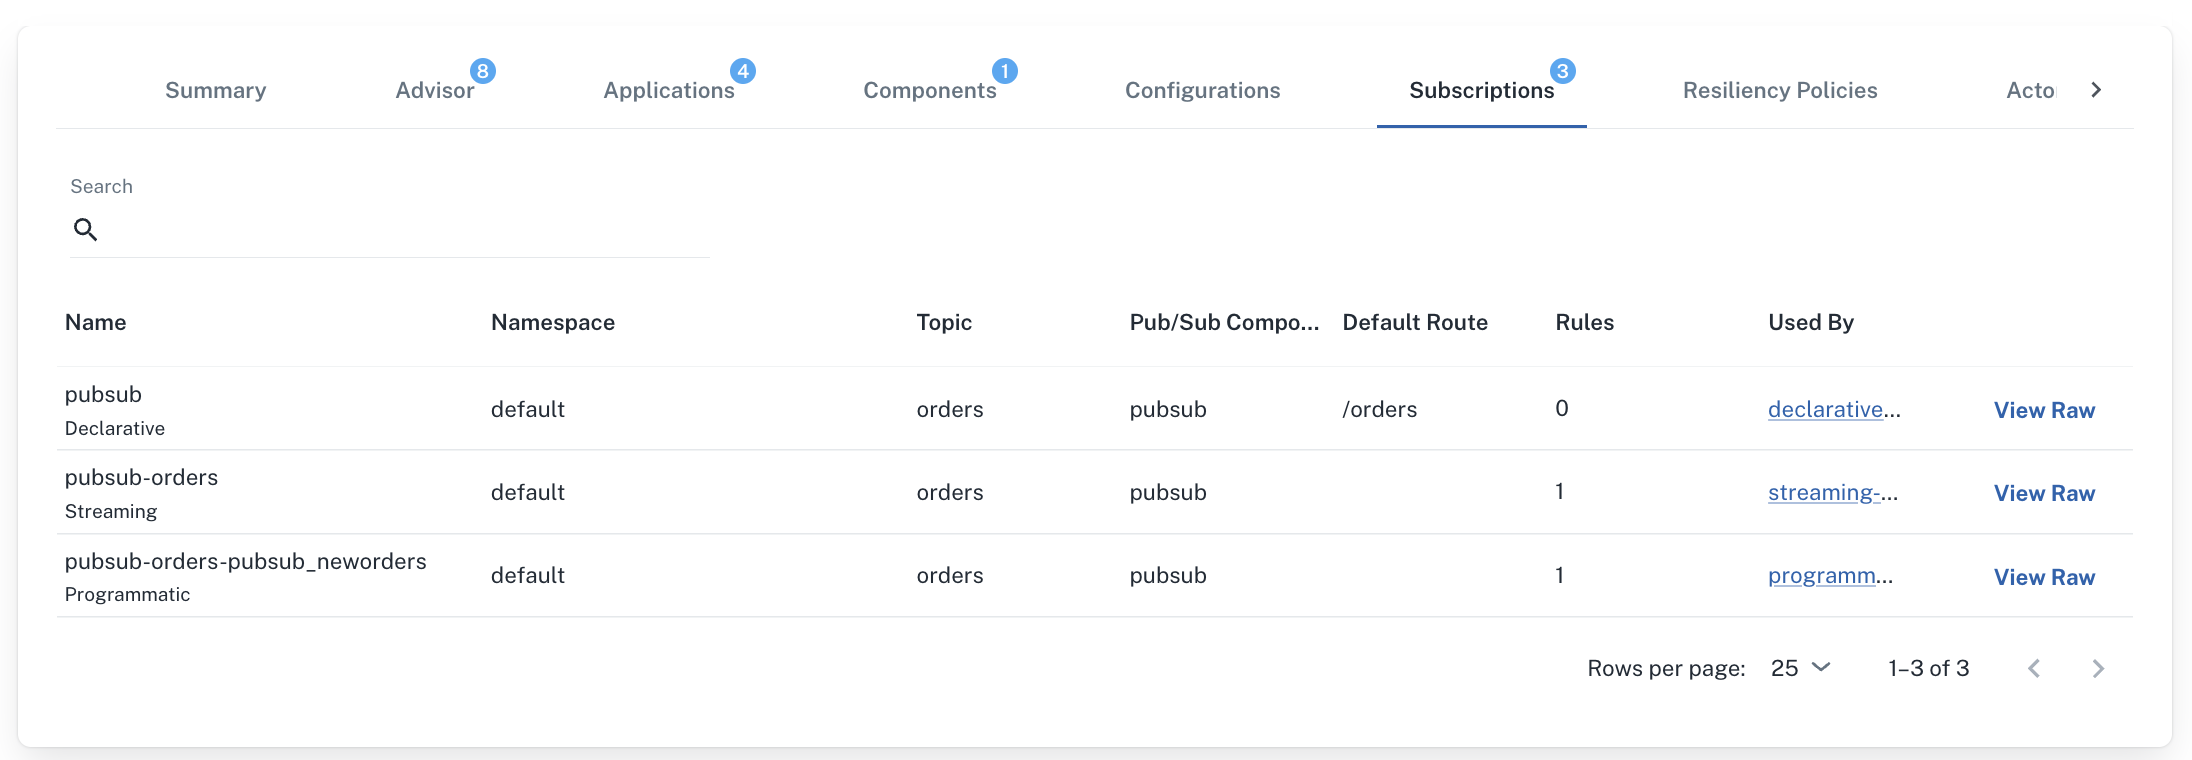 Summary Advisor 8 Applications 4 Components 1 Configurations Subscriptions 3 Resiliency Policies Acto
Search
Name Namespace Topic Pub/Sub Compo... Default Route Rules Used By
pubsub
Declarative
default orders pubsub /orders 0 declarative... View Raw
pubsub-orders
Streaming
default orders pubsub 1 streaming-... View Raw
pubsub-orders-pubsub_neworders
Programmatic
default orders pubsub 1 programm... View Raw
Rows per page: 25 1–3 of 3